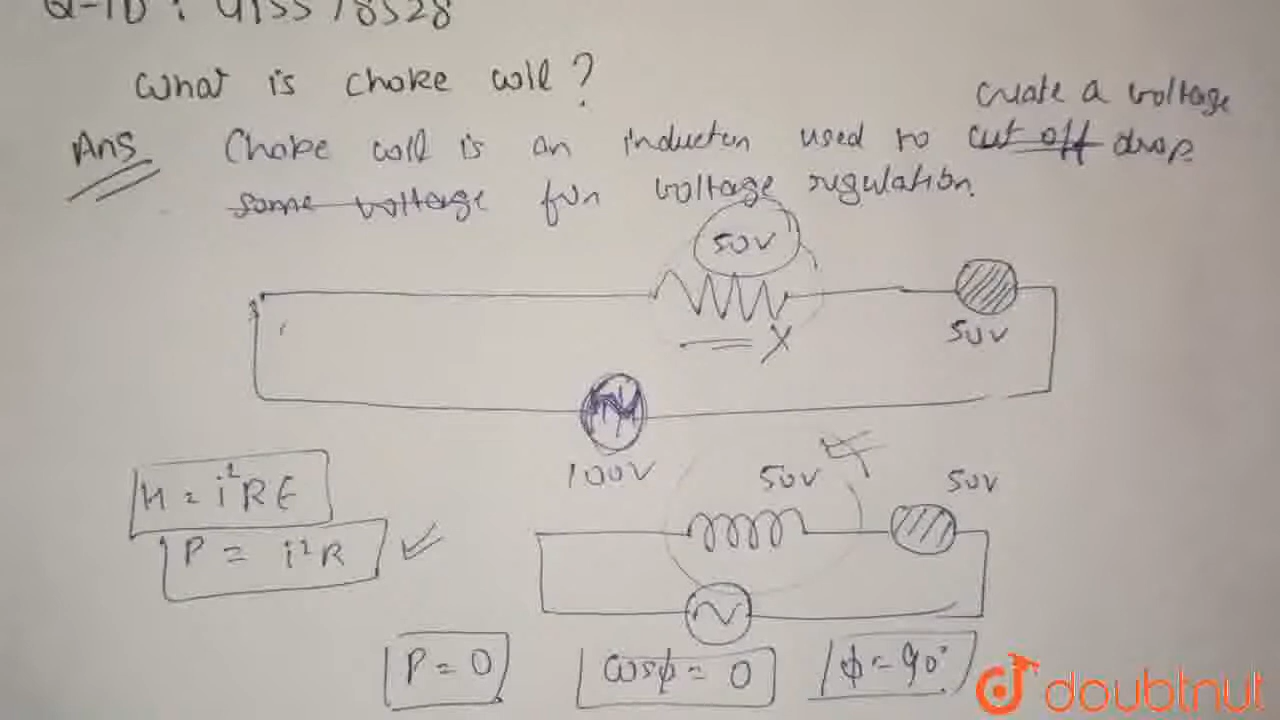 What is choke coil?
Ans Choke coil is an inductor used to cut off create a voltage drop
some voltage for voltage regulation.
50V
X
50V
100V
H = i²Rt
P = i²R
50V
50V
P = 0
cosϕ = 0
ϕ = 90°
doubtnut